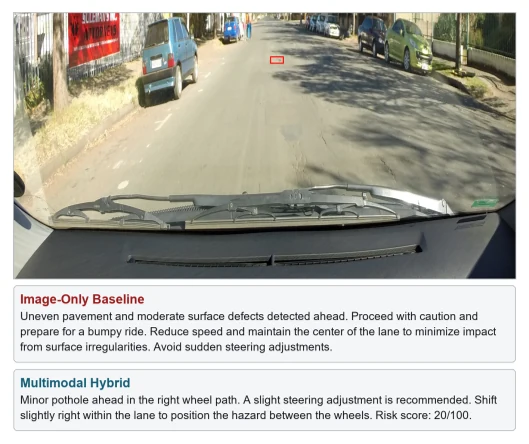 Image-Only Baseline
Uneven pavement and moderate surface defects detected ahead. Proceed with caution and
prepare for a bumpy ride. Reduce speed and maintain the center of the lane to minimize impact
from surface irregularities. Avoid sudden steering adjustments.
Multimodal Hybrid
Minor pothole ahead in the right wheel path. A slight steering adjustment is recommended. Shift
slightly right within the lane to position the hazard between the wheels. Risk score: 20/100.